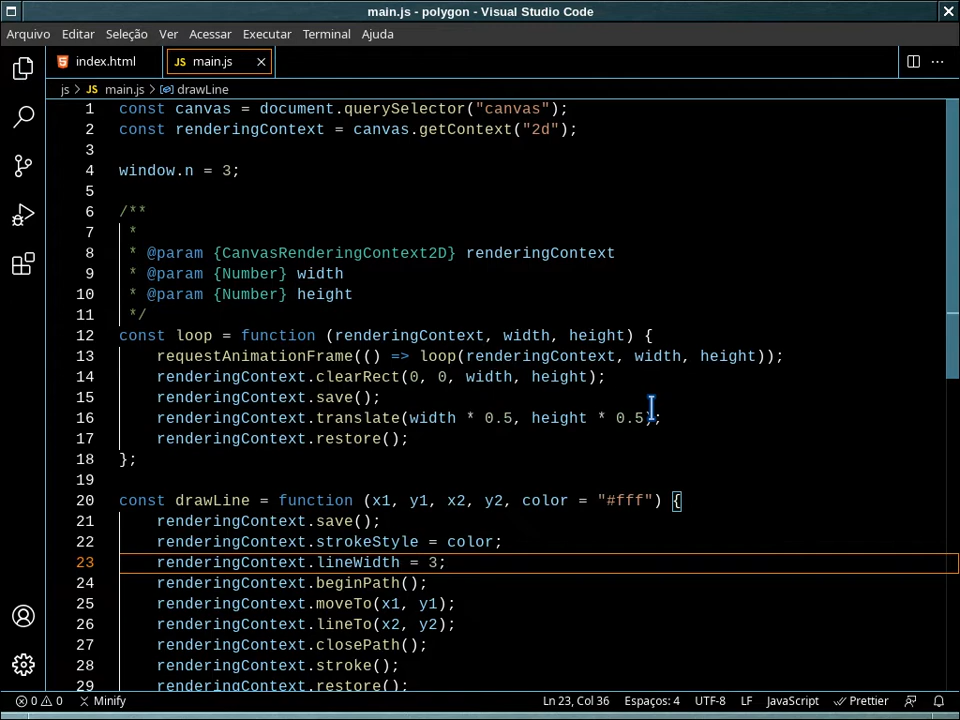 main.js - polygon - Visual Studio Code
Arquivo Editar Seleção Ver Acessar Executar Terminal Ajuda
index.html JS main.js
js > JS main.js > drawLine
1 const canvas = document.querySelector("canvas");
2 const renderingContext = canvas.getContext("2d");
3
4 window.n = 3;
5
6 /**
7 *
8 * @param {CanvasRenderingContext2D} renderingContext
9 * @param {Number} width
10 * @param {Number} height
11 */
12 const loop = function (renderingContext, width, height) {
13 requestAnimationFrame(() => loop(renderingContext, width, height));
14 renderingContext.clearRect(0, 0, width, height);
15 renderingContext.save();
16 renderingContext.translate(width * 0.5, height * 0.5);
17 renderingContext.restore();
18 };
19
20 const drawLine = function (x1, y1, x2, y2, color = "#fff") {
21 renderingContext.save();
22 renderingContext.strokeStyle = color;
23 renderingContext.lineWidth = 3;
24 renderingContext.beginPath();
25 renderingContext.moveTo(x1, y1);
26 renderingContext.lineTo(x2, y2);
27 renderingContext.closePath();
28 renderingContext.stroke();
29 renderingContext.restore();
0 0 Minify Ln 23, Col 36 Espaços: 4 UTF-8 LF JavaScript Prettier